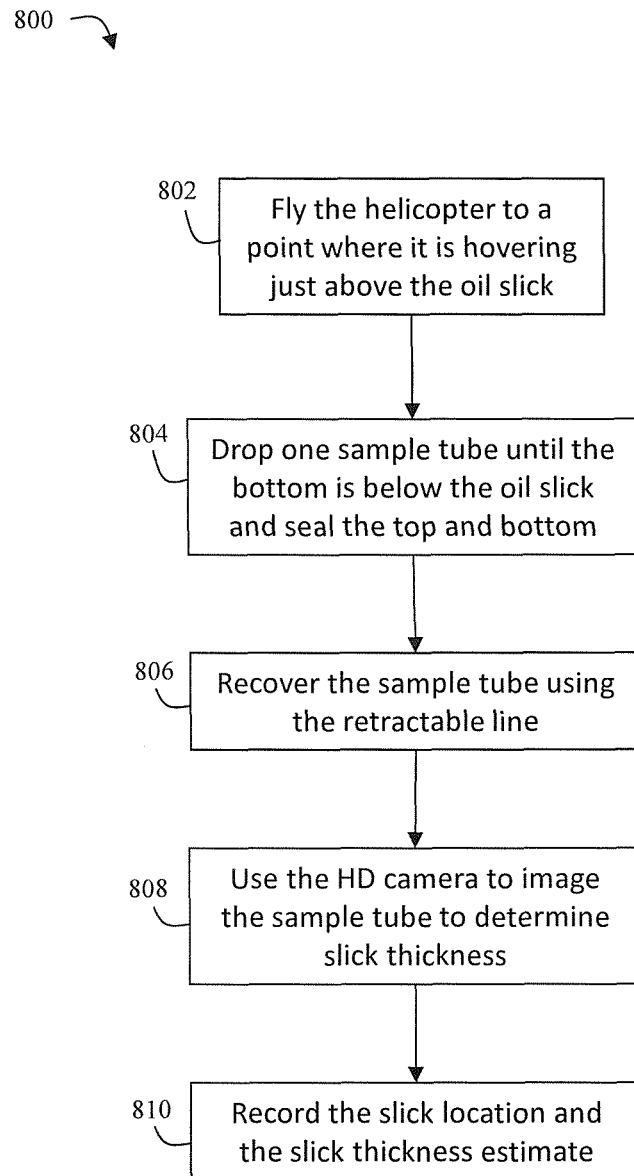 800
802
Fly the helicopter to a
point where it is hovering
just above the oil slick
804
Drop one sample tube until the
bottom is below the oil slick
and seal the top and bottom
806
Recover the sample tube using
the retractable line
808
Use the HD camera to image
the sample tube to determine
slick thickness
810
Record the slick location and
the slick thickness estimate